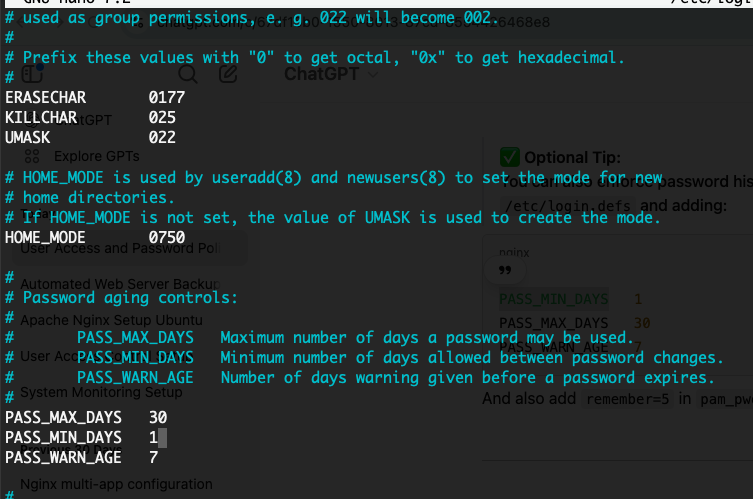 GNU nano 7.2 /etc/login
# used as group permissions, e. g. 022 will become 002.
#
# Prefix these values with "0" to get octal, "0x" to get hexadecimal.
#
ChatGPT
ERASECHAR 0177
KILLCHAR 025
UMASK 022
Explore GPTs
Optional Tip:
# HOME_MODE is used by useradd(8) and newusers(8) to set the mode for new
You can also enforce password his
# home directories.
/etc/login.defs and adding:
# If HOME_MODE is not set, the value of UMASK is used to create the mode.
HOME_MODE 0750
User Access and Password Poli
nginx
#
Automated Web Server Backup
# Password aging controls:
PASS_MIN_DAYS 1
#
Apache Nginx Setup Ubuntu
PASS_MAX_DAYS 30
# PASS_MAX_DAYS Maximum number of days a password may be used.
User Acce
# PASS_MIN_DAYS Minimum number of days allowed between password changes.
7
# PASS_WARN_AGE Number of days warning given before a password expires.
System Monitoring Setup
#
And also add remember=5 in pam_pw
PASS_MAX_DAYS 30
PASS_MIN_DAYS 1
Previous 30 Days
PASS_WARN_AGE 7
Nginx multi-app configuration
#